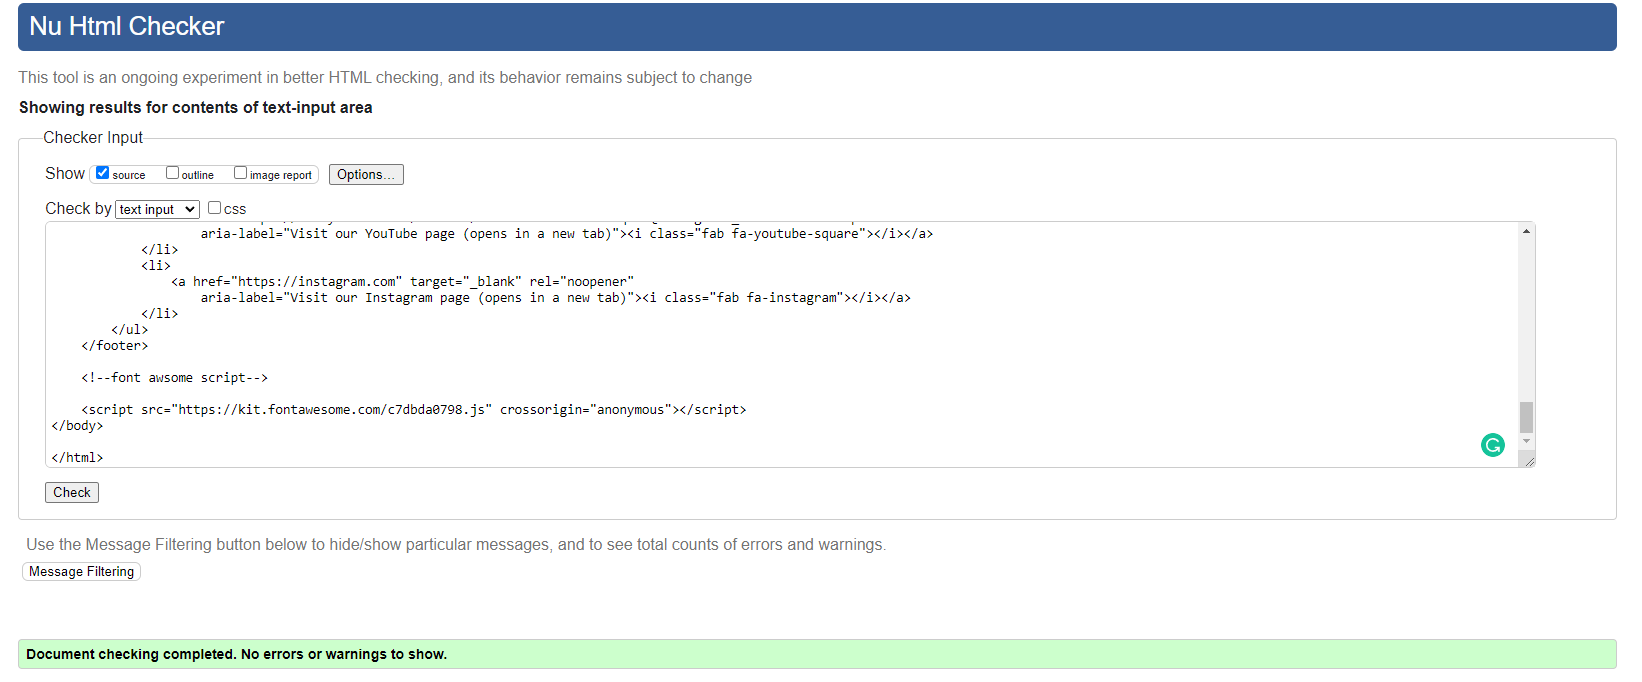 Nu Html Checker
This tool is an ongoing experiment in better HTML checking, and its behavior remains subject to change
Showing results for contents of text-input area
Checker Input
Show source outline image report Options...
Check by text input css
aria-label="Visit our YouTube page (opens in a new tab)"><i class="fab fa-youtube-square"></i></a>
</li>
<li>
<a href="https://instagram.com" target="_blank" rel="noopener"
aria-label="Visit our Instagram page (opens in a new tab)"><i class="fab fa-instagram"></i></a>
</li>
</ul>
</footer>
<!--font awsome script-->
<script src="https://kit.fontawesome.com/c7dbda0798.js" crossorigin="anonymous"></script>
</body>
</html>
Check
Use the Message Filtering button below to hide/show particular messages, and to see total counts of errors and warnings.
Message Filtering
Document checking completed. No errors or warnings to show.